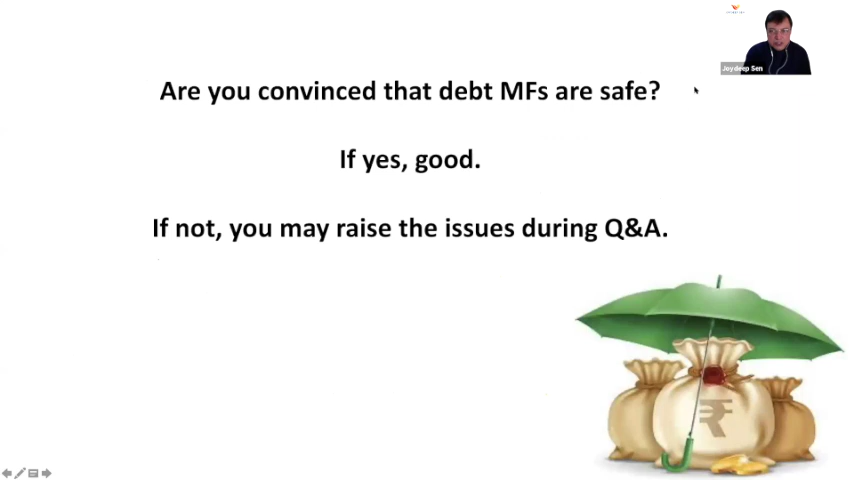 Joydeep Sen
Are you convinced that debt MFs are safe?
If yes, good.
If not, you may raise the issues during Q&A.
₹